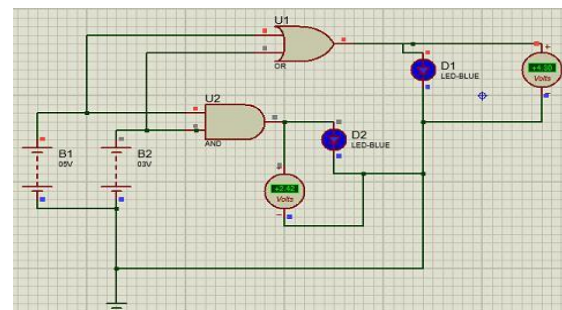 U1
OR
D1
LED-BLUE
+4.10
Volts
U2
AND
D2
LED-BLUE
B1
05V
B2
03V
+2.42
Volts